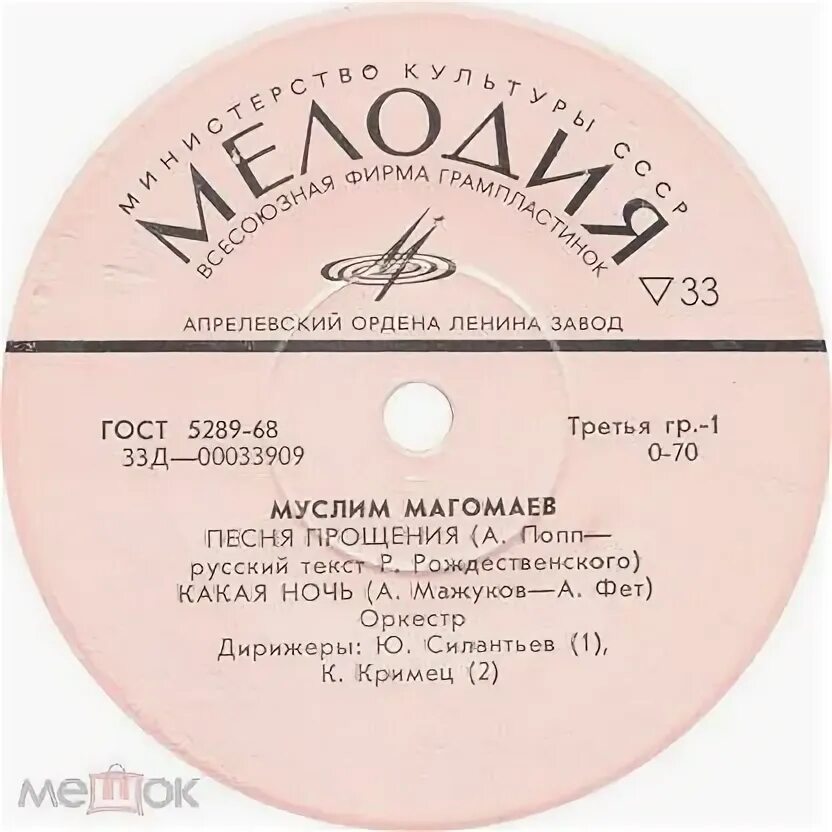 МИНИСТЕРСТВО КУЛЬТУРЫ СССР
МЕЛОДИЯ
ВСЕСОЮЗНАЯ ФИРМА ГРАМПЛАСТИНОК
▽33
АПРЕЛЕВСКИЙ ОРДЕНА ЛЕНИНА ЗАВОД
ГОСТ 5289-68
Третья гр.-1
33Д—00033909
0-70
МУСЛИМ МАГОМАЕВ
ПЕСНЯ ПРОЩЕНИЯ (А. Попп—
русский текст Р. Рождественского)
КАКАЯ НОЧЬ (А. Мажуков—А. Фет)
Оркестр
Дирижеры: Ю. Силантьев (1),
К. Кримец (2)
мешок